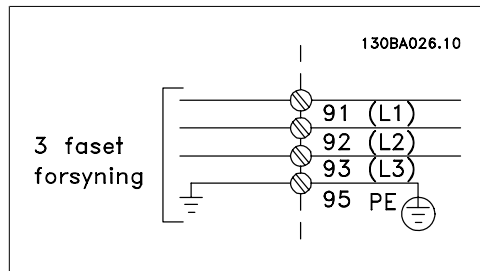 130BA026.10
91 (L1)
92 (L2)
3 faset
93 (L3)
forsyning
95 PE